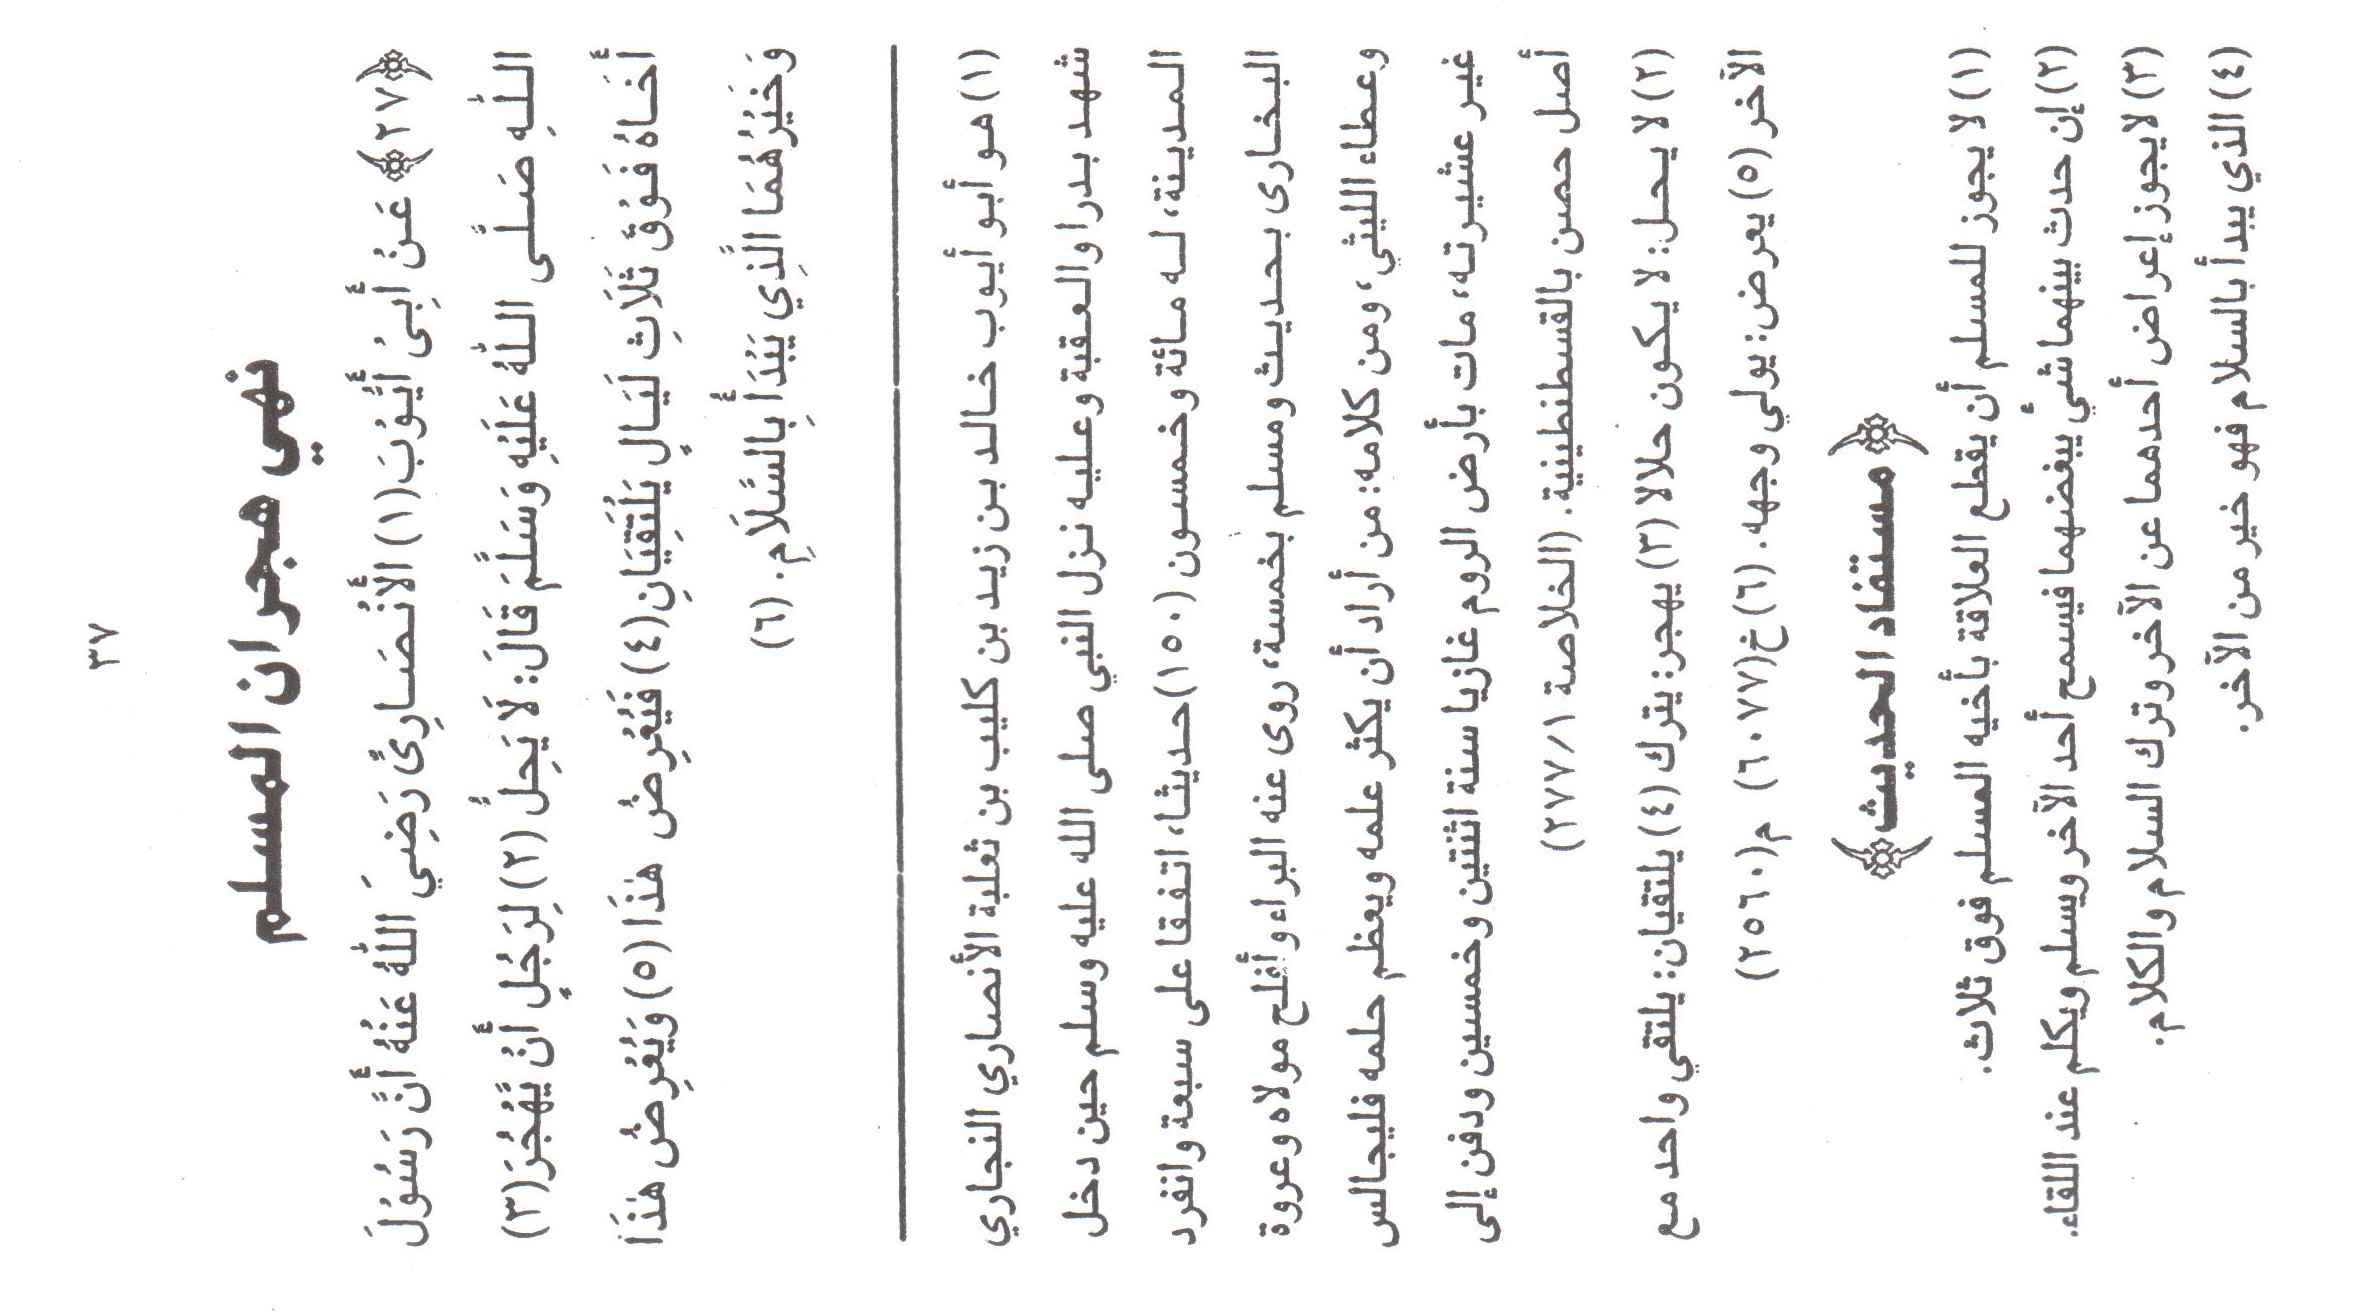 ٣٧
نهي هجران المسلم
﴿٢٧﴾ عَنْ أَبِيْ أَيُّوْبَ(١) الْأَنْصَارِيِّ رَضِيَ اللّٰهُ عَنْهُ أَنَّ رَسُوْلَ
اللّٰهِ صَلَّى اللّٰهُ عَلَيْهِ وَسَلَّمَ قَالَ: لَا يَحِلُّ (٢) لِرَجُلٍ أَنْ يَّهْجُرَ(٣)
أَخَاهُ فَوْقَ ثَلَاثِ لَيَالٍ يَلْتَقِيَانِ(٤) فَيُعْرِضُ هٰذَا (٥) وَيُعْرِضُ هٰذَا
وَخَيْرُهُمَا الَّذِي يَبْدَأُ بِالسَّلَامِ. (٦)
(١) هو أبو أيوب خالد بن زيد بن كليب بن ثعلبة الأنصاري النجاري
شهد بدرا والعقبة وعليه نزل النبي صلى الله عليه وسلم حين دخل
المدينة، له مائة وخمسون (١٥٠)حديثا، اتفقا على سبعة وانفرد
البخارى بحديث ومسلم بخمسة، روى عنه البراء وأفلح مولاه وعروة
وعطاء الليثي، ومن كلامه: من أراد أن يكثر علمه ويعظم حلمه فليجالس
غير عشيرته، مات بأرض الروم غازيا سنة اثنتين وخمسين ودفن إلى
أصل حصن بالقسطنطينية. (الخلاصة ٢٧٧/١)
(٢) لا يحل: لا يكون حلالا (٣) يهجر: يترك (٤) يلتقيان: يلتقي واحد مع
الآخر (٥) يعرض: يولي وجهه. (٦) خ(٦٠٧٧) م(٢٥٦٠)
﴿مستفاد الحديث﴾
(١) لا يجوز للمسلم أن يقطع العلاقة بأخيه المسلم فوق ثلاث.
(٢) إن حدث بينهما شئ يبغضهما فيسمح أحد الآخر ويسلم ويكلم عند اللقاء.
(٣) لايجوز إعراض أحدهما عن الآخر وترك السلام والكلام.
(٤) الذي يبدأ بالسلام فهو خير من الآخر.